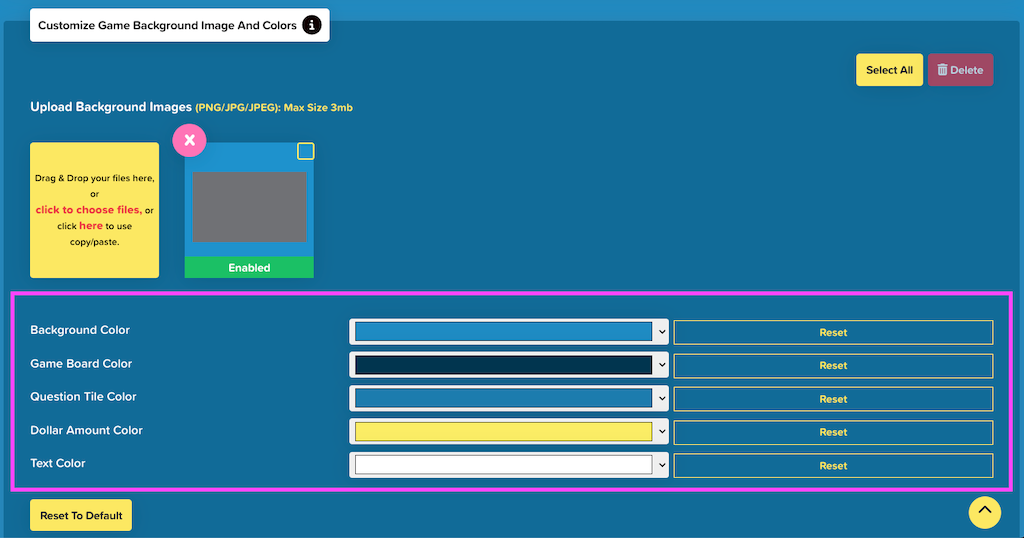 Customize Game Background Image And Colors
Select All
Delete
Upload Background Images (PNG/JPG/JPEG): Max Size 3mb
Drag & Drop your files here,
or
click to choose files, or
click here to use
copy/paste.
X
Enabled
Background Color Reset
Game Board Color Reset
Question Tile Color Reset
Dollar Amount Color Reset
Text Color Reset
Reset To Default